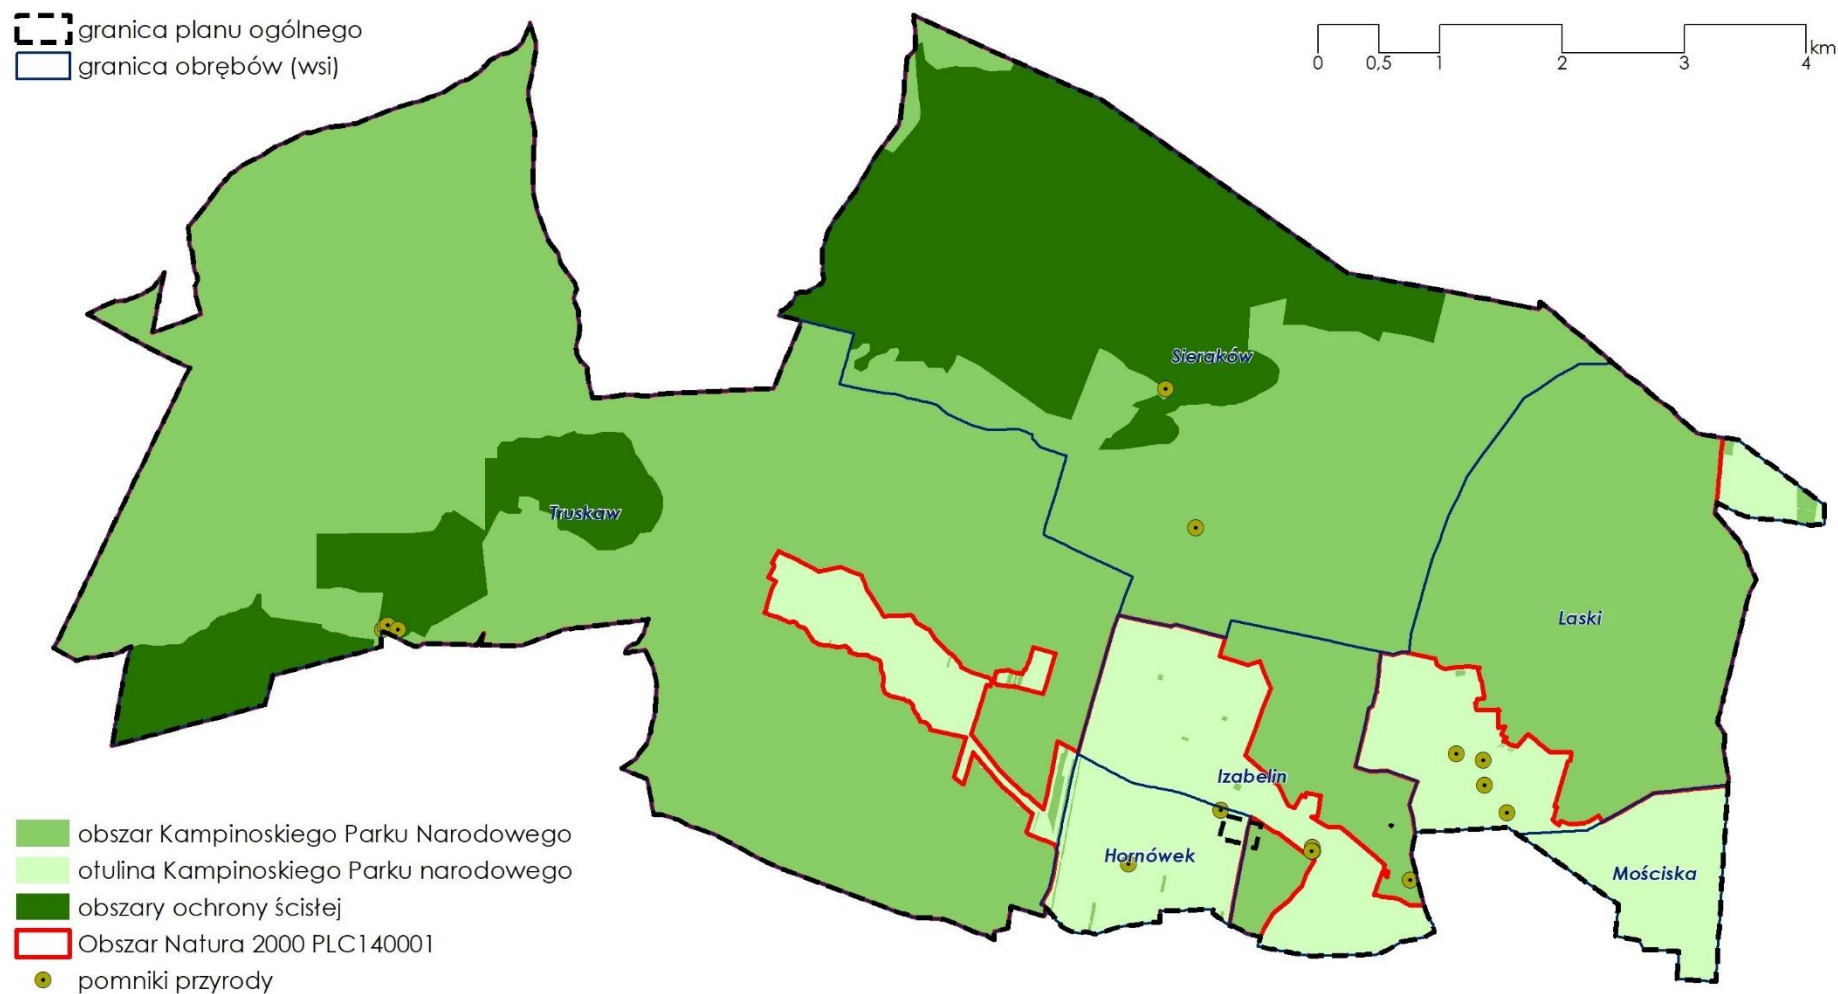 granica planu ogólnego
granica obrębów (wsi)
km
0 0,5 1 2 3 4
Sieraków
Truskaw
Laski
Izabelin
Hornówek
Mościska
obszar Kampinoskiego Parku Narodowego
otulina Kampinoskiego Parku narodowego
obszary ochrony ścisłej
Obszar Natura 2000 PLC140001
pomniki przyrody